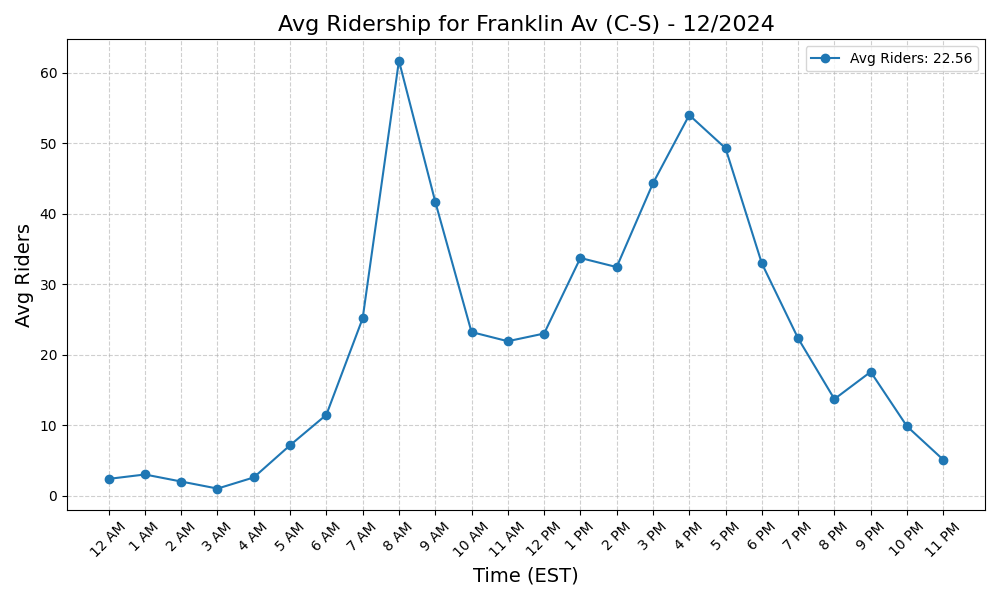 Avg Ridership for Franklin Av (C-S) - 12/2024
Avg Riders: 22.56
Avg Riders
60
50
40
30
20
10
0
12 AM
1 AM
2 AM
3 AM
4 AM
5 AM
6 AM
7 AM
8 AM
9 AM
10 AM
11 AM
12 PM
1 PM
2 PM
3 PM
4 PM
5 PM
6 PM
7 PM
8 PM
9 PM
10 PM
11 PM
Time (EST)